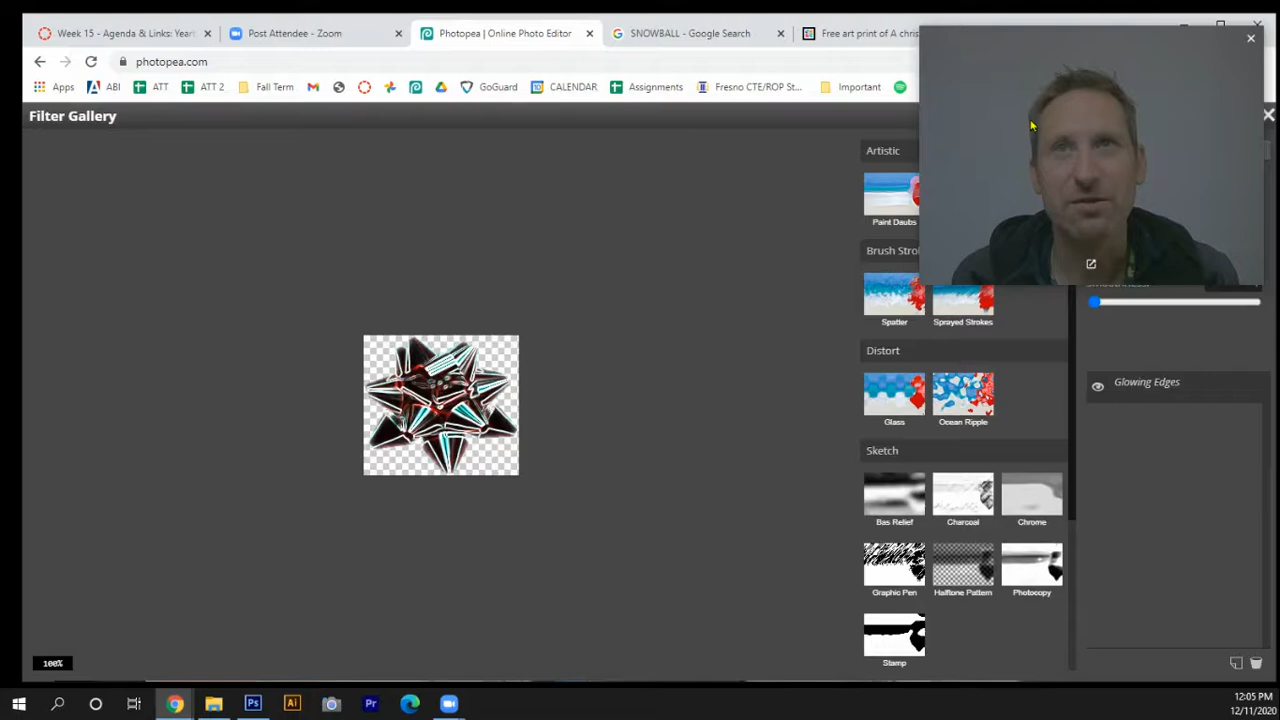 Week 15 - Agenda & Links: Yeart
Post Attendee - Zoom
Photopea | Online Photo Editor
SNOWBALL - Google Search
Free art print of A chris
photopea.com
Apps
ABI
ATT
ATT 2
Fall Term
GoGuard
CALENDAR
Assignments
Fresno CTE/ROP St...
Important
Filter Gallery
Artistic
Paint Daubs
Brush Stro
Spatter
Sprayed Strokes
Distort
Glass
Ocean Ripple
Sketch
Bas Relief
Charcoal
Chrome
Graphic Pen
Halftone Pattern
Photocopy
Stamp
Glowing Edges
100%
12:05 PM
12/11/2020